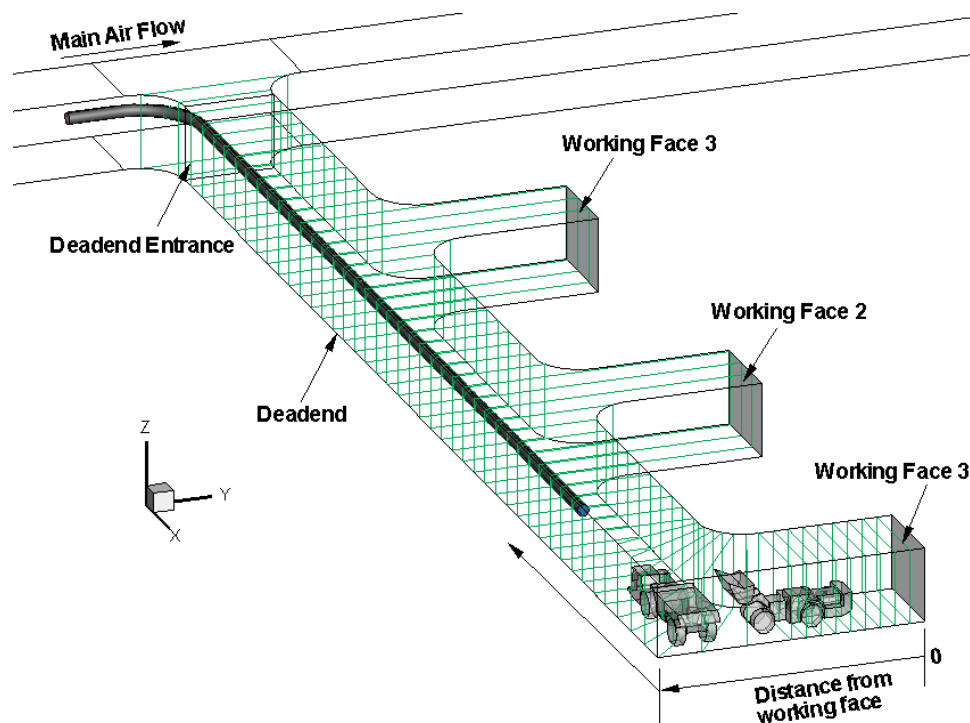 Main Air Flow
Working Face 3
Deadend Entrance
Working Face 2
Deadend
Z
Y
X
Working Face 3
0
Distance from
working face